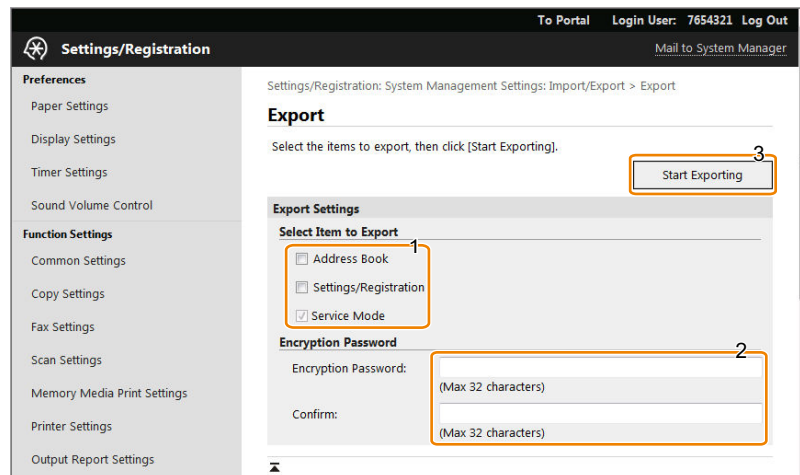 To Portal Login User: 7654321 Log Out
Settings/Registration
Mail to System Manager
Preferences
Paper Settings
Display Settings
Timer Settings
Sound Volume Control
Function Settings
Common Settings
Copy Settings
Fax Settings
Scan Settings
Memory Media Print Settings
Printer Settings
Output Report Settings
Settings/Registration: System Management Settings: Import/Export > Export
Export
Select the items to export, then click [Start Exporting].
3
Start Exporting
Export Settings
Select Item to Export
1
Address Book
Settings/Registration
Service Mode
Encryption Password
2
Encryption Password:
(Max 32 characters)
Confirm:
(Max 32 characters)